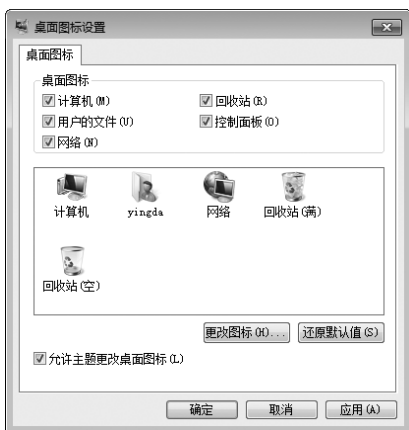 桌面图标设置
桌面图标
桌面图标
计算机(M) 回收站(R)
用户的文件(U) 控制面板(O)
网络(N)
计算机 yingda 网络 回收站(满)
回收站(空)
更改图标(H)... 还原默认值(S)
允许主题更改桌面图标(L)
确定 取消 应用(A)